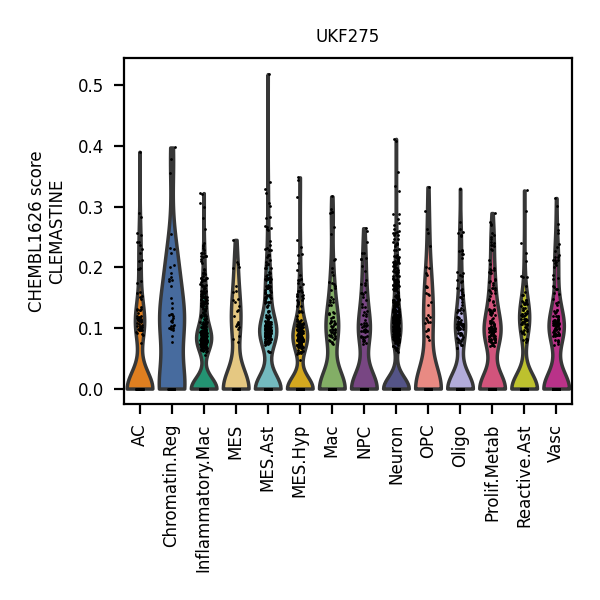 UKF275
CHEMBL1626 score
CLEMASTINE
0.5
0.4
0.3
0.2
0.1
0.0
AC
Chromatin.Reg
Inflammatory.Mac
MES
MES.Ast
MES.Hyp
Mac
NPC
Neuron
OPC
Oligo
Prolif.Metab
Reactive.Ast
Vasc